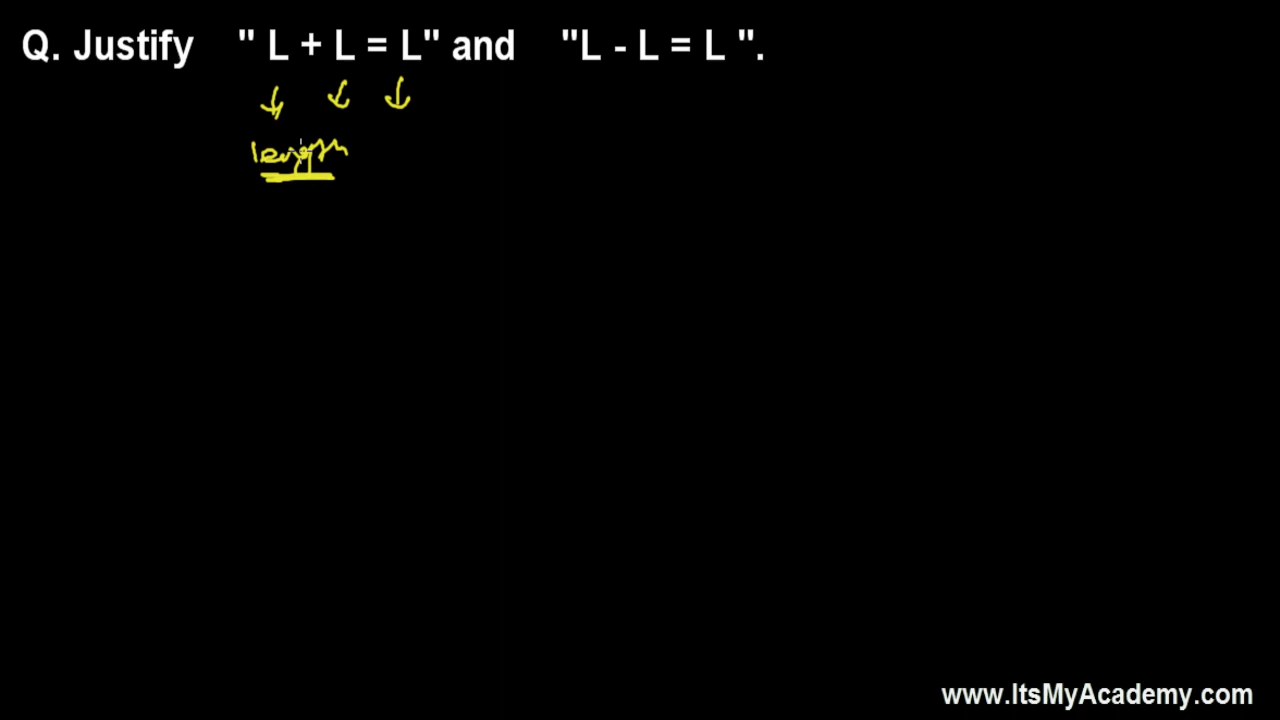 Q. Justify " L + L = L" and "L - L = L ".
length
www.ItsMyAcademy.com